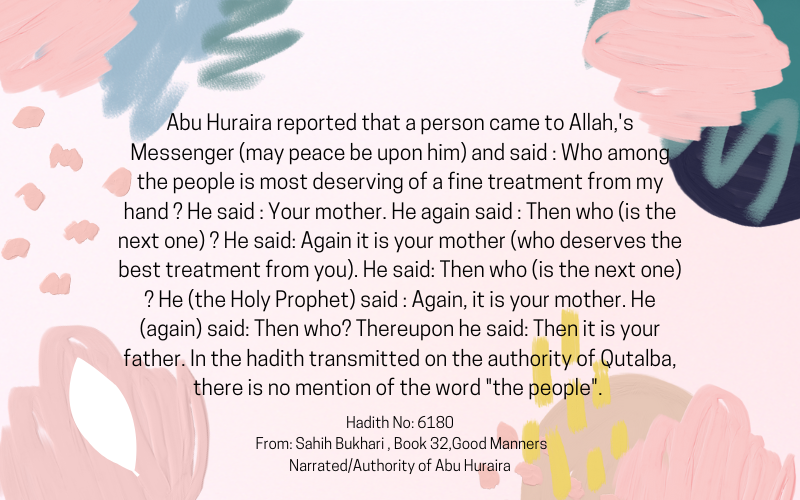 Abu Huraira reported that a person came to Allah,'s
Messenger (may peace be upon him) and said : Who among
the people is most deserving of a fine treatment from my
hand ? He said : Your mother. He again said : Then who (is the
next one) ? He said: Again it is your mother (who deserves the
best treatment from you). He said: Then who (is the next one)
? He (the Holy Prophet) said : Again, it is your mother. He
(again) said: Then who? Thereupon he said: Then it is your
father. In the hadith transmitted on the authority of Qutalba,
there is no mention of the word "the people".
Hadith No: 6180
From: Sahih Bukhari , Book 32,Good Manners
Narrated/Authority of Abu Huraira